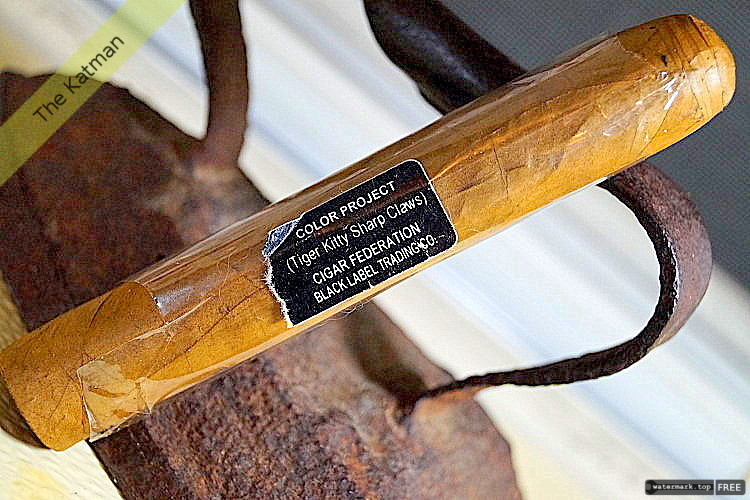 The Katman
COLOR PROJECT
(Tiger Kitty Sharp Claws)
CIGAR FEDERATION
BLACK LABEL TRADING CO.
watermark.top FREE